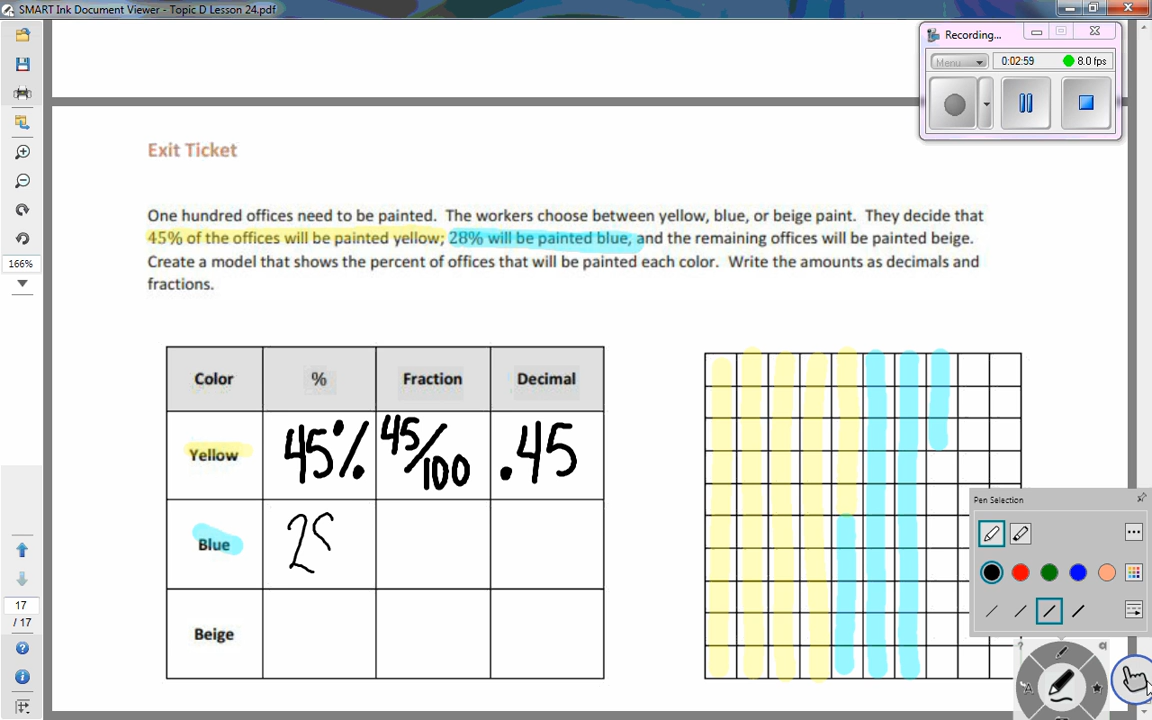 SMART Ink Document Viewer - Topic D Lesson 24.pdf
Recording...
Menu
0:02:59
8.0 fps
166%
17
/ 17
Exit Ticket
One hundred offices need to be painted. The workers choose between yellow, blue, or beige paint. They decide that
45% of the offices will be painted yellow; 28% will be painted blue, and the remaining offices will be painted beige.
Create a model that shows the percent of offices that will be painted each color. Write the amounts as decimals and
fractions.
Color % Fraction Decimal
Yellow 45% 45/100 .45
Blue 28
Beige
Pen Selection